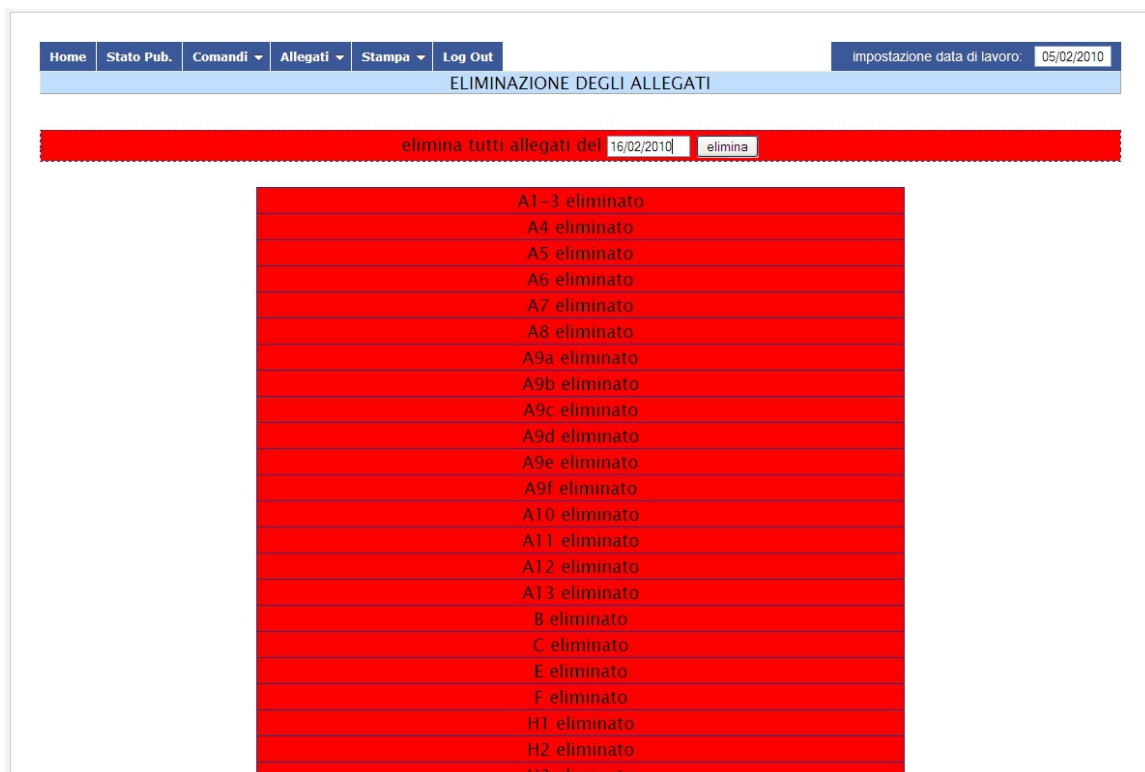 Home Stato Pub. Comandi Allegati Stampa Log Out impostazione data di lavoro: 05/02/2010
ELIMINAZIONE DEGLI ALLEGATI
elimina tutti allegati del 16/02/2010 elimina
A1-3 eliminato
A4 eliminato
A5 eliminato
A6 eliminato
A7 eliminato
A8 eliminato
A9a eliminato
A9b eliminato
A9c eliminato
A9d eliminato
A9e eliminato
A9f eliminato
A10 eliminato
A11 eliminato
A12 eliminato
A13 eliminato
B eliminato
C eliminato
E eliminato
F eliminato
H1 eliminato
H2 eliminato